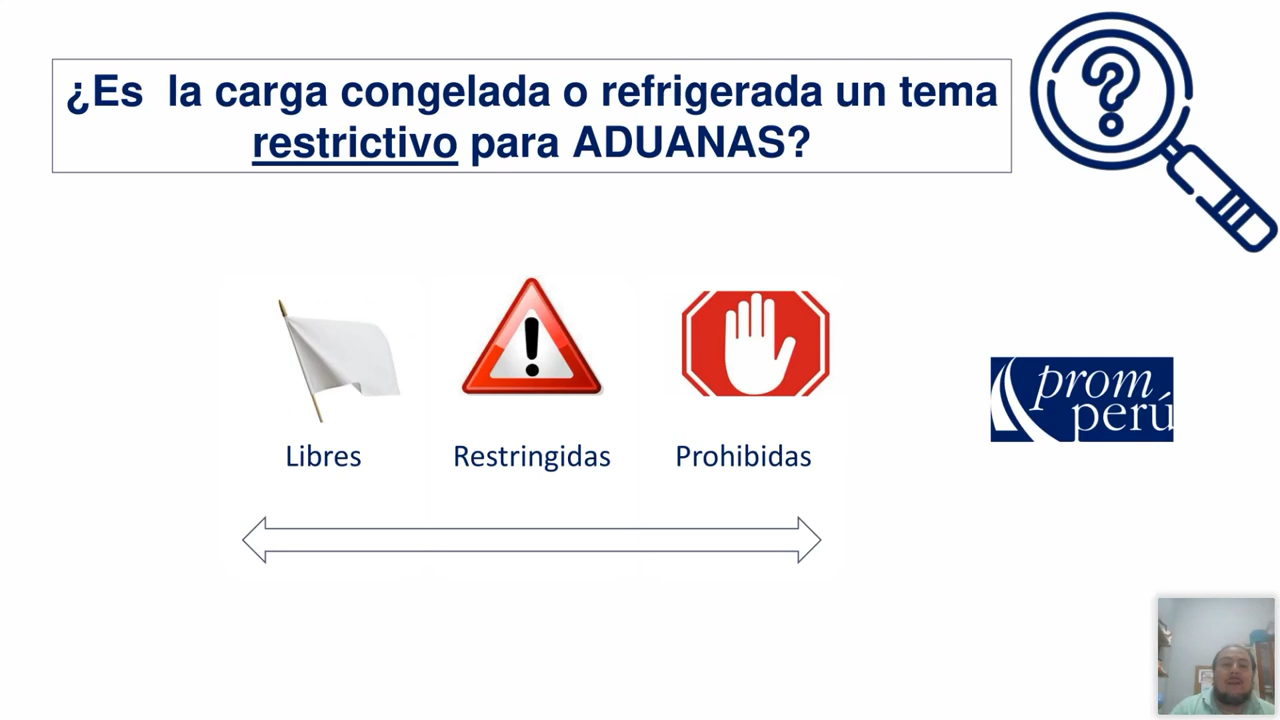 ¿Es la carga congelada o refrigerada un tema
restrictivo para ADUANAS?
Libres
Restringidas
Prohibidas
prom
perú